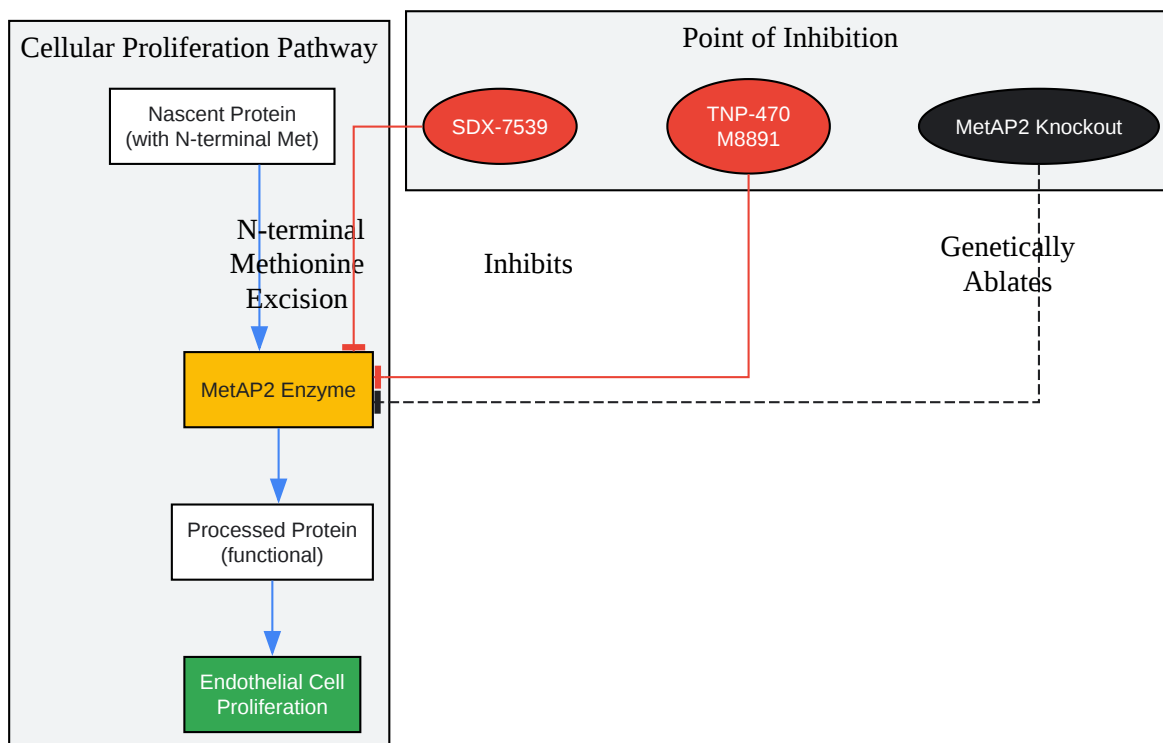 Cellular Proliferation Pathway
Point of Inhibition
Nascent Protein
(with N-terminal Met)
SDX-7539
TNP-470
M8891
MetAP2 Knockout
N-terminal
Methionine
Excision
Inhibits
Genetically
Ablates
MetAP2 Enzyme
Processed Protein
(functional)
Endothelial Cell
Proliferation